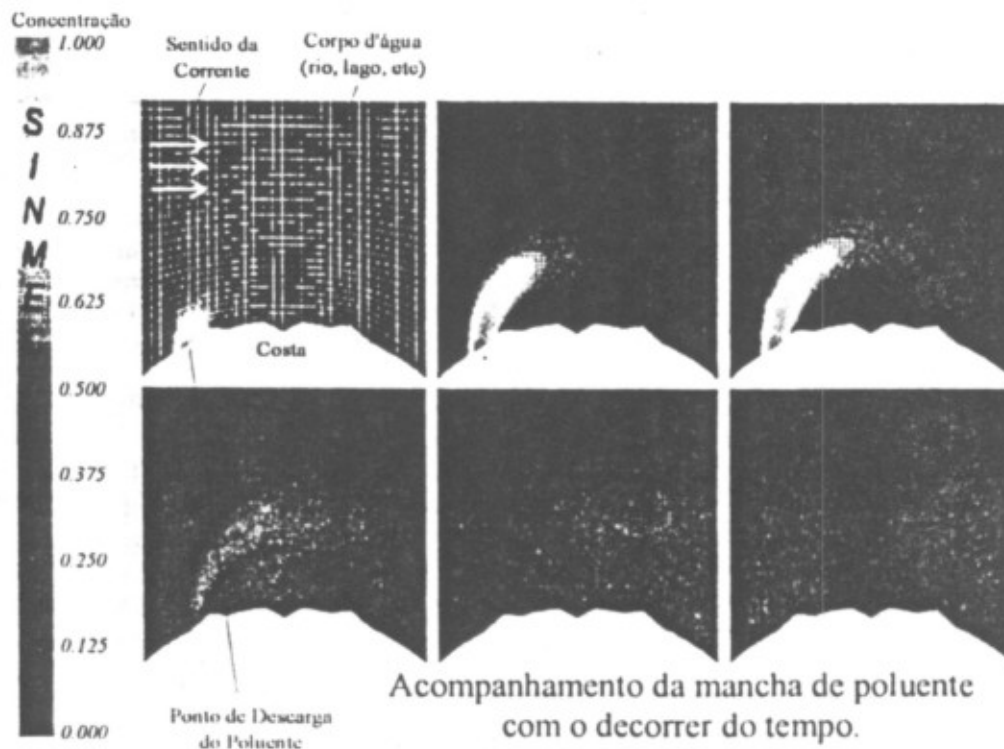 Concentração
1.000
0.875
0.750
0.625
0.500
0.375
0.250
0.125
0.000
SINME
Sentido da
Corrente
Corpo d'água
(rio, lago, etc)
Costa
Ponto de Descarga
do Poluente
Acompanhamento da mancha de poluente
com o decorrer do tempo.